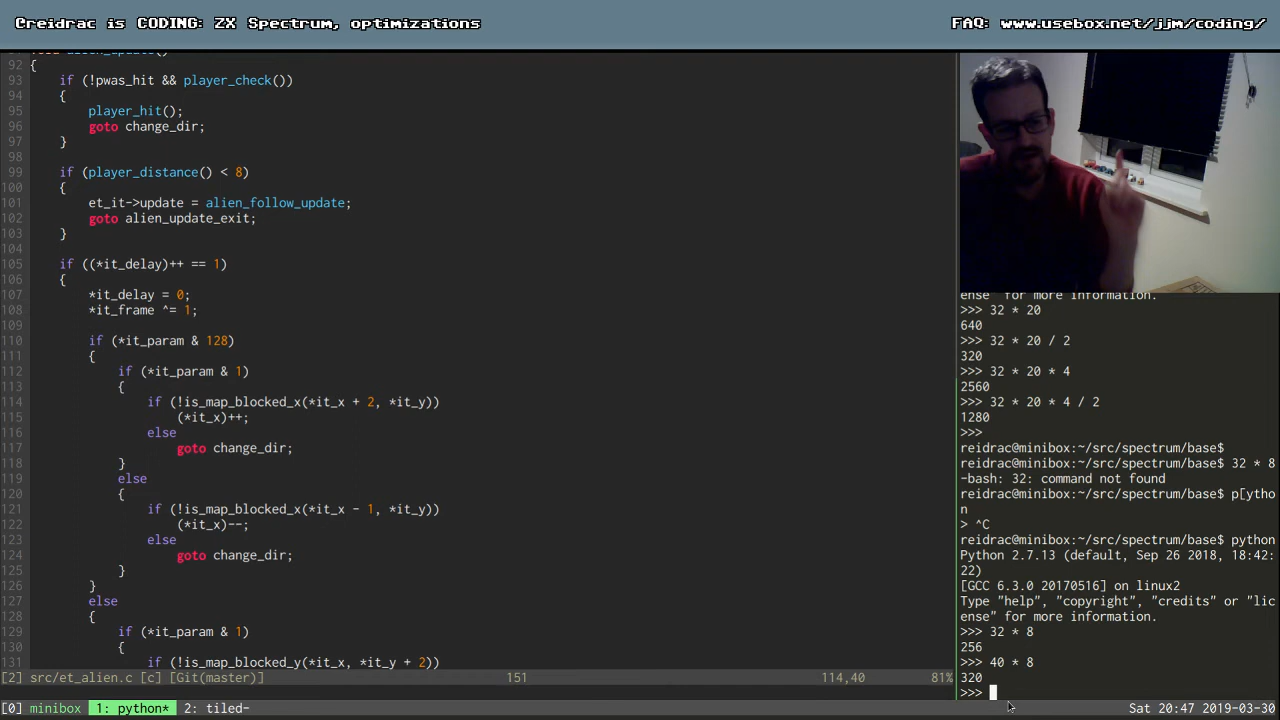 Creidrac is CODING: ZX Spectrum, optimizations
FAQ: www.usebox.net/jjm/coding/
92 {
93 if (!pwas_hit && player_check())
94 {
95 player_hit();
96 goto change_dir;
97 }
98
99 if (player_distance() < 8)
100 {
101 et_it->update = alien_follow_update;
102 goto alien_update_exit;
103 }
104
105 if ((*it_delay)++ == 1)
106 {
107 *it_delay = 0;
108 *it_frame ^= 1;
109
110 if (*it_param & 128)
111 {
112 if (*it_param & 1)
113 {
114 if (!is_map_blocked_x(*it_x + 2, *it_y))
115 (*it_x)++;
116 else
117 goto change_dir;
118 }
119 else
120 {
121 if (!is_map_blocked_x(*it_x - 1, *it_y))
122 (*it_x)--;
123 else
124 goto change_dir;
125 }
126 }
127 else
128 {
129 if (*it_param & 1)
130 {
131 if (!is_map_blocked_y(*it_x, *it_y + 2))
[2] src/et_alien.c [c] [Git(master)] 151 114,40 81%
ense" for more information.
>>> 32 * 20
640
>>> 32 * 20 / 2
320
>>> 32 * 20 * 4
2560
>>> 32 * 20 * 4 / 2
1280
>>>
reidrac@minibox:~/src/spectrum/base$
reidrac@minibox:~/src/spectrum/base$ 32 * 8
-bash: 32: command not found
reidrac@minibox:~/src/spectrum/base$ p[ytho
n
> ^C
reidrac@minibox:~/src/spectrum/base$ python
Python 2.7.13 (default, Sep 26 2018, 18:42:
22)
[GCC 6.3.0 20170516] on linux2
Type "help", "copyright", "credits" or "lic
ense" for more information.
>>> 32 * 8
256
>>> 40 * 8
320
>>>
[0] minibox 1: python* 2: tiled- Sat 20:47 2019-03-30